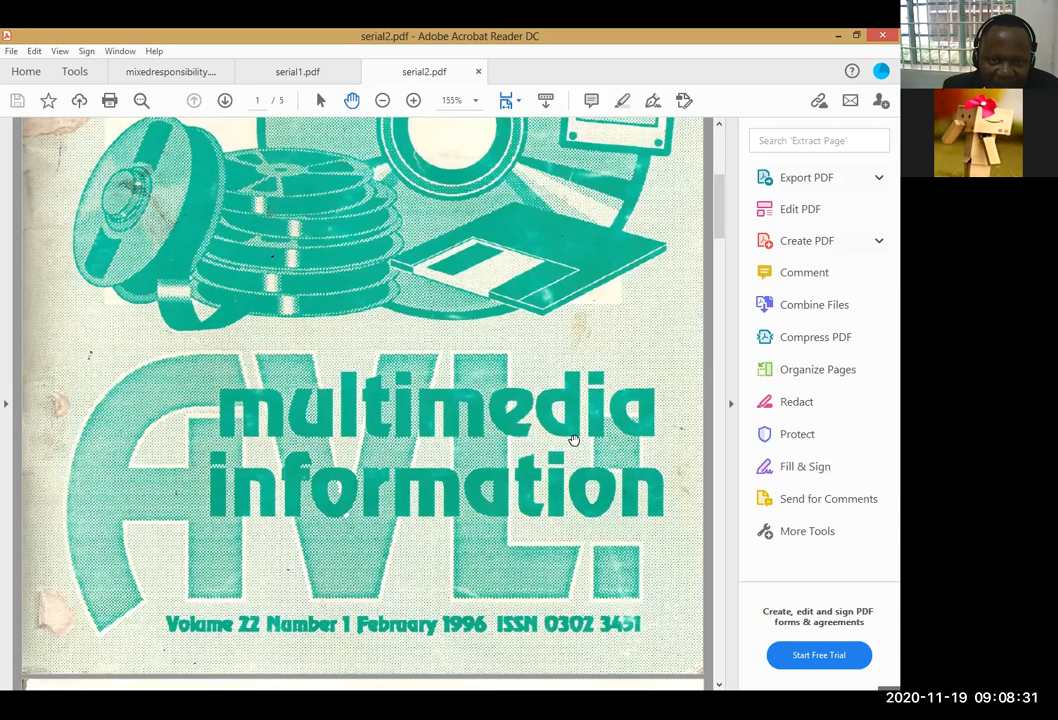 serial2.pdf - Adobe Acrobat Reader DC
File Edit View Sign Window Help
Home Tools mixedresponsibility.... serial1.pdf serial2.pdf ×
1 / 5 155%
Search 'Extract Page'
Export PDF
Edit PDF
Create PDF
Comment
Combine Files
Compress PDF
Organize Pages
Redact
Protect
Fill & Sign
Send for Comments
More Tools
Create, edit and sign PDF
forms & agreements
Start Free Trial
AVL:
multimedia
information
Volume 22 Number 1 February 1996 ISSN 0302 3451
2020-11-19 09:08:31